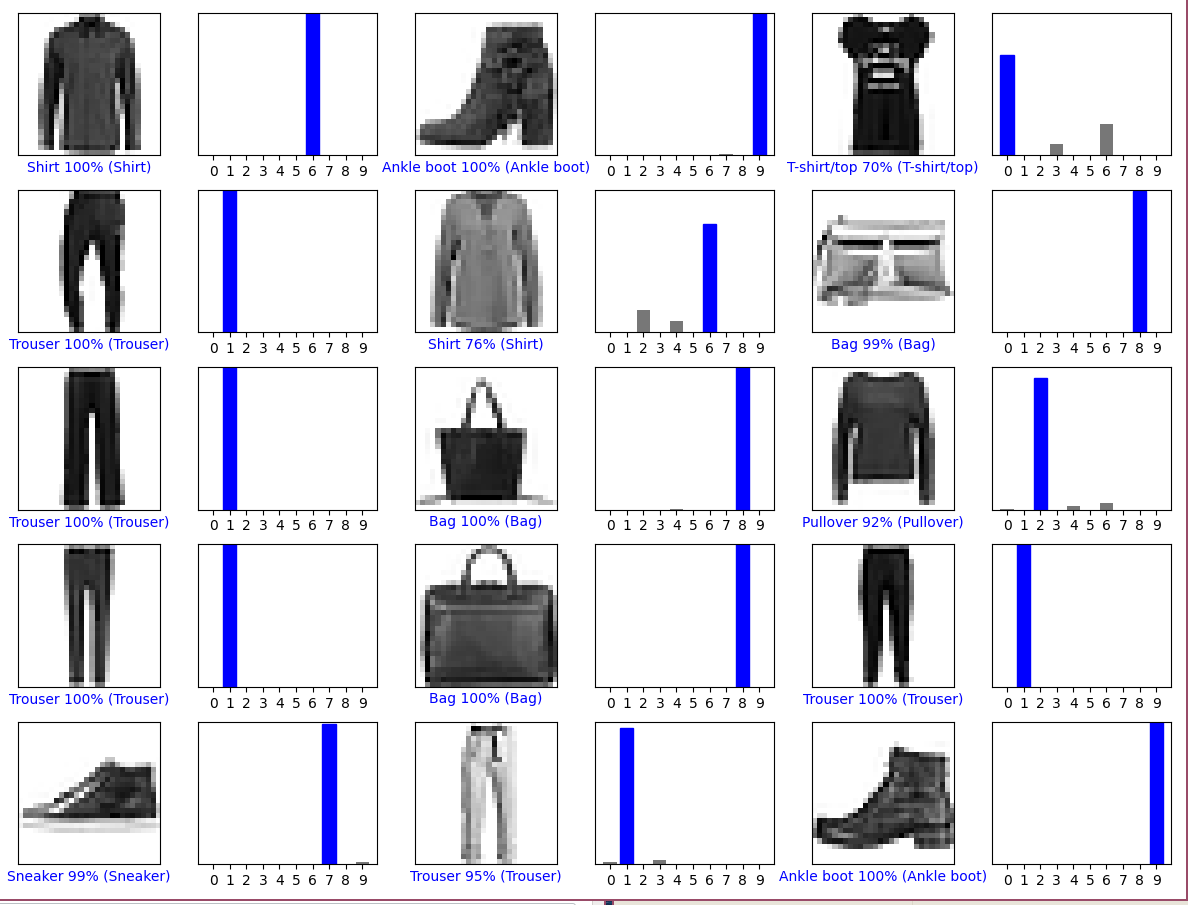 Shirt 100% (Shirt)
0 1 2 3 4 5 6 7 8 9
Ankle boot 100% (Ankle boot)
0 1 2 3 4 5 6 7 8 9
T-shirt/top 70% (T-shirt/top)
0 1 2 3 4 5 6 7 8 9
Trouser 100% (Trouser)
0 1 2 3 4 5 6 7 8 9
Shirt 76% (Shirt)
0 1 2 3 4 5 6 7 8 9
Bag 99% (Bag)
0 1 2 3 4 5 6 7 8 9
Trouser 100% (Trouser)
0 1 2 3 4 5 6 7 8 9
Bag 100% (Bag)
0 1 2 3 4 5 6 7 8 9
Pullover 92% (Pullover)
0 1 2 3 4 5 6 7 8 9
Trouser 100% (Trouser)
0 1 2 3 4 5 6 7 8 9
Bag 100% (Bag)
0 1 2 3 4 5 6 7 8 9
Trouser 100% (Trouser)
0 1 2 3 4 5 6 7 8 9
Sneaker 99% (Sneaker)
0 1 2 3 4 5 6 7 8 9
Trouser 95% (Trouser)
0 1 2 3 4 5 6 7 8 9
Ankle boot 100% (Ankle boot)
0 1 2 3 4 5 6 7 8 9